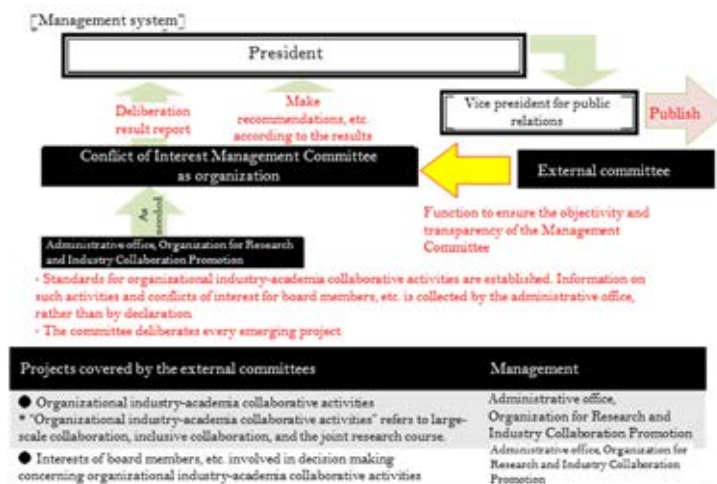 [Management system]
President
Deliberation
result report
Make
recommendations, etc.
according to the results
Vice president for public
relations
Publish
Conflict of Interest Management Committee
as organization
External committee
As
needed
Function to ensure the objectivity and
transparency of the Management
Committee
Administrative office, Organization for Research
and Industry Collaboration Promotion
- Standards for organizational industry-academia collaborative activities are established. Information on
such activities and conflicts of interest for board members, etc. is collected by the administrative office,
rather than by declaration
- The committee deliberates every emerging project
Projects covered by the external committees
Management
● Organizational industry-academia collaborative activities
* "Organizational industry-academia collaborative activities" refers to large-
scale collaboration, inclusive collaboration, and the joint research course.
Administrative office,
Organization for Research and
Industry Collaboration Promotion
● Interests of board members, etc. involved in decision making
concerning organizational industry-academia collaborative activities
Administrative office, Organization for
Research and Industry Collaboration
Promotion